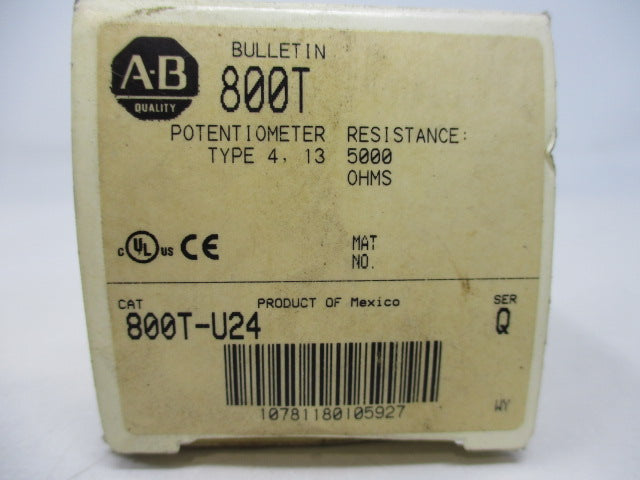 A·B
QUALITY
BULLETIN
800T
POTENTIOMETER RESISTANCE:
TYPE 4, 13 5000
OHMS
c UL us CE
MAT
NO.
CAT PRODUCT OF Mexico SER
800T-U24 Q
10781180105927
WY